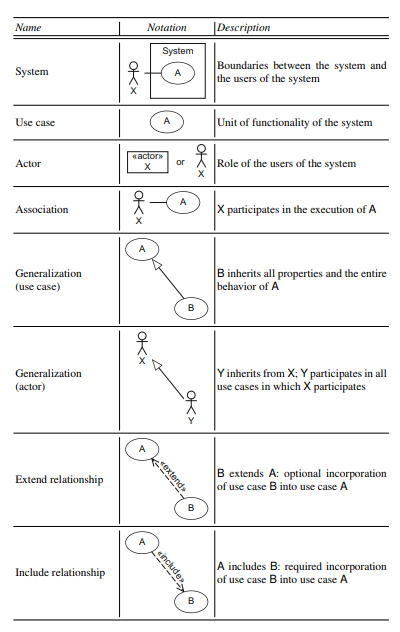 Name Notation Description
System
System
A
X
Boundaries between the system and
the users of the system
Use case
A
Unit of functionality of the system
Actor
«actor»
X
or
X
Role of the users of the system
Association
A
X
X participates in the execution of A
Generalization
(use case)
A
B
B inherits all properties and the entire
behavior of A
Generalization
(actor)
X
Y
Y inherits from X; Y participates in all
use cases in which X participates
Extend relationship
A
«extend»
B
B extends A: optional incorporation
of use case B into use case A
Include relationship
A
«include»
B
A includes B: required incorporation
of use case B into use case A